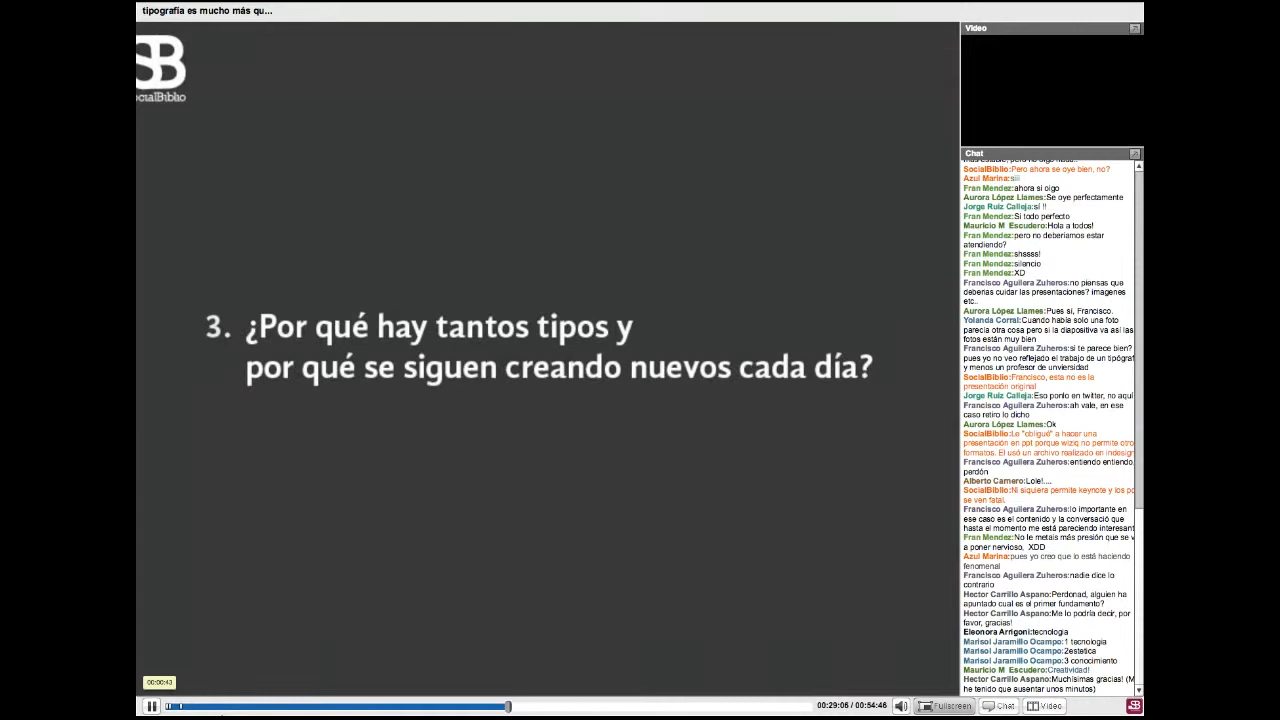 tipografía es mucho más qu...
SB
ocialBiblio
3. ¿Por qué hay tantos tipos y
por qué se siguen creando nuevos cada día?
00:00:43
00:29:06 / 00:54:46
Fullscreen
Chat
Video
Video
Chat
SocialBiblio:Pero ahora se oye bien, no?
Azul Marina:siii
Fran Mendez:ahora si oigo
Aurora López Llames:Se oye perfectamente
Jorge Ruiz Calleja:sí !!
Fran Mendez:Si todo perfecto
Mauricio M Escudero:Hola a todos!
Fran Mendez:pero no deberiamos estar
atendiendo?
Fran Mendez:shssss!
Fran Mendez:silencio
Fran Mendez:XD
Francisco Aguilera Zuheros:no piensas que
deberias cuidar las presentaciones? imagenes
etc..
Aurora López Llames:Pues sí, Francisco.
Yolanda Corral:Cuando había solo una foto
parecía otra cosa pero si la diapositiva va así las
fotos están muy bien
Francisco Aguilera Zuheros:si te parece bien?
pues yo no veo reflejado el trabajo de un tipógraf
y menos un profesor de unviersidad
SocialBiblio:Francisco, esta no es la
presentación original
Jorge Ruiz Calleja:Eso ponlo en twitter, no aquí
Francisco Aguilera Zuheros:ah vale, en ese
caso retiro lo dicho
Aurora López Llames:Ok
SocialBiblio:Le "obligué" a hacer una
presentación en ppt porque wiziq no permite otro
formatos. El usó un archivo realizado en indesign
Francisco Aguilera Zuheros:entiendo entiendo,
perdón
Alberto Camero:Lole!....
SocialBiblio:Ni siquiera permite keynote y los pd
se ven fatal.
Francisco Aguilera Zuheros:lo importante en
ese caso es el contenido y la conversació que
hasta el momento me está pareciendo interesant
Fran Mendez:No le metais más presión que se v
a poner nervioso, XDD
Azul Marina:pues yo creo que lo está haciendo
fenomenal
Francisco Aguilera Zuheros:nadie dice lo
contrario
Hector Carrillo Aspano:Perdonad, alguien ha
apuntado cual es el primer fundamento?
Hector Carrillo Aspano:Me lo podría decir, por
favor, gracias!
Eleonora Arrigoni:tecnologia
Marisol Jaramillo Ocampo:1 tecnologia
Marisol Jaramillo Ocampo:2estetica
Marisol Jaramillo Ocampo:3 conocimiento
Mauricio M Escudero:Creatividad!
Hector Carrillo Aspano:Muchísimas gracias! (M
he tenido que ausentar unos minutos)